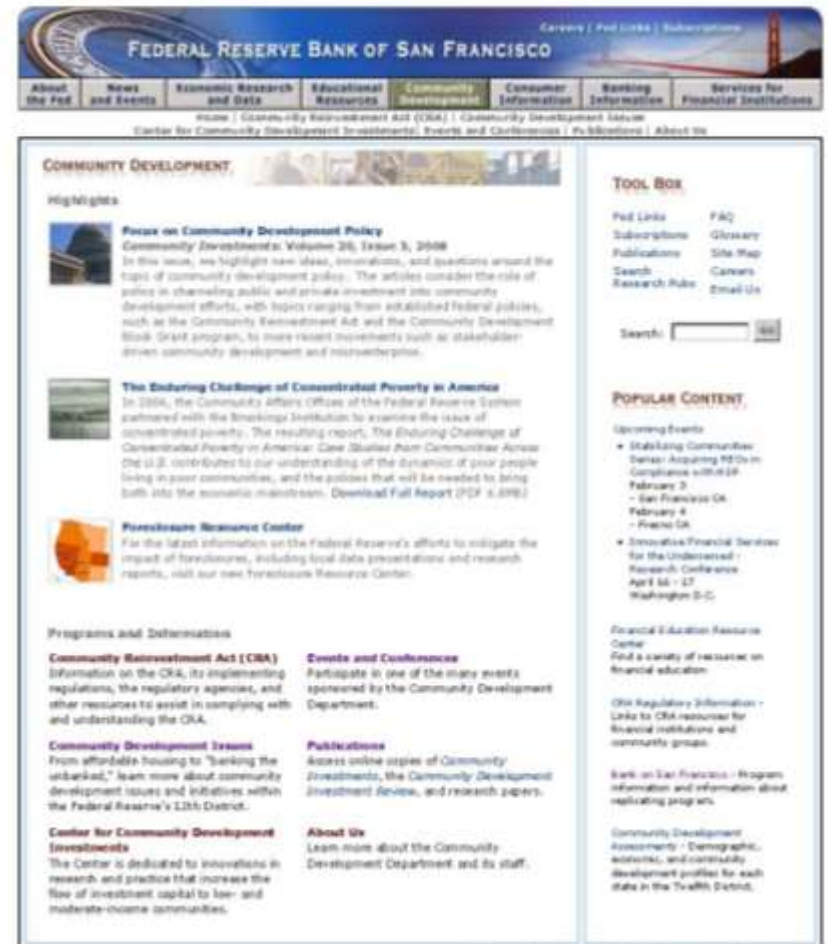 Careers | Fed Links | Subscriptions
FEDERAL RESERVE BANK OF SAN FRANCISCO
About the Fed
News and Events
Economic Research and Data
Educational Resources
Community Development
Consumer Information
Banking Information
Services for Financial Institutions
Home | Community Reinvestment Act (CRA) | Community Development Issues
Center for Community Development Investments| Events and Conferences | Publications | About Us
COMMUNITY DEVELOPMENT
Highlights
Focus on Community Development Policy
Community Investments: Volume 20, Issue 3, 2008
In this issue, we highlight new ideas, innovations, and questions around the
topic of community development policy. The articles consider the role of
policy in channeling public and private investment into community
development efforts, with topics ranging from established federal policies,
such as the Community Reinvestment Act and the Community Development
Block Grant program, to more recent movements such as stakeholder-
driven community development and microenterprise.
The Enduring Challenge of Concentrated Poverty in America
In 2006, the Community Affairs Offices of the Federal Reserve System
partnered with the Brookings Institution to examine the issue of
concentrated poverty. The resulting report, The Enduring Challenge of
Concentrated Poverty in America: Case Studies from Communities Across
the U.S. contributes to our understanding of the dynamics of poor people
living in poor communities, and the policies that will be needed to bring
both into the economic mainstream. Download Full Report (PDF
Foreclosure Resource Center
For the latest information on the Federal Reserve's efforts to mitigate the
impact of foreclosures, including local data presentations and research
reports, visit our new Foreclosure Resource Center.
Programs and Information
Community Reinvestment Act (CRA)
Information on the CRA, its implementing
regulations, the regulatory agencies, and
other resources to assist in complying with
and understanding the CRA.
Events and Conferences
Participate in one of the many events
sponsored by the Community Development
Department.
Community Development Issues
From affordable housing to "banking the
unbanked," learn more about community
development issues and initiatives within
the Federal Reserve's 12th District.
Publications
Access online copies of Community
Investments, the Community Development
Investment Review, and research papers.
Center for Community Development
Investments
The Center is dedicated to innovations in
research and practice that increase the
flow of investment capital to low- and
moderate-income communities.
About Us
Learn more about the Community
Development Department and its staff.
TOOL BOX
Fed Links
Subscriptions
Publications
Search
Research Pubs
FAQ
Glossary
Site Map
Careers
Email Us
Search:
POPULAR CONTENT
Upcoming Events
Stabilizing Communities
Series: Acquiring REOs in
Compliance with NSP
February 3
- San Francisco CA
February 4
- Fresno CA
Innovative Financial Services
for the Underserved -
Research Conference
April 16 - 17
Washington D.C.
Financial Education Resource
Center
Find a variety of resources on
financial education
CRA Regulatory Information -
Links to CRA resources for
financial institutions and
community groups.
Bank on San Francisco - Program
information and information about
replicating program.
Community Development
Assessments - Demographic,
economic, and community
development profiles for each
state in the Twelfth District.